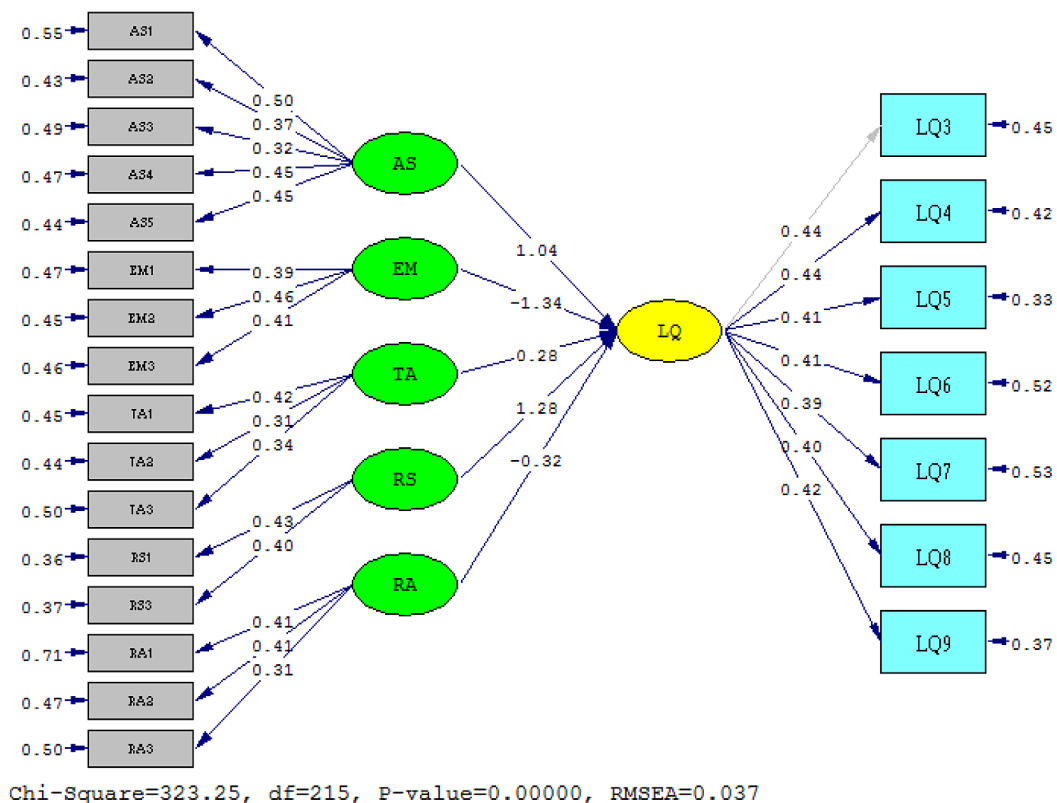 0.55 AS1
0.43 AS2
0.49 AS3
0.47 AS4
0.44 AS5
0.47 EM1
0.45 EM2
0.46 EM3
0.45 TA1
0.44 TA2
0.50 TA3
0.36 RS1
0.37 RS3
0.71 RA1
0.47 RA2
0.50 RA3
0.50
0.37
0.32
0.45
0.45
0.39
0.46
0.41
0.42
0.31
0.34
0.43
0.40
0.41
0.41
0.31
AS
EM
TA
RS
RA
1.04
-1.34
0.28
1.28
-0.32
LQ
0.44
0.44
0.41
0.41
0.39
0.40
0.42
LQ3 0.45
LQ4 0.42
LQ5 0.33
LQ6 0.52
LQ7 0.53
LQ8 0.45
LQ9 0.37
Chi-Square=323.25, df=215, P-value=0.00000, RMSEA=0.037